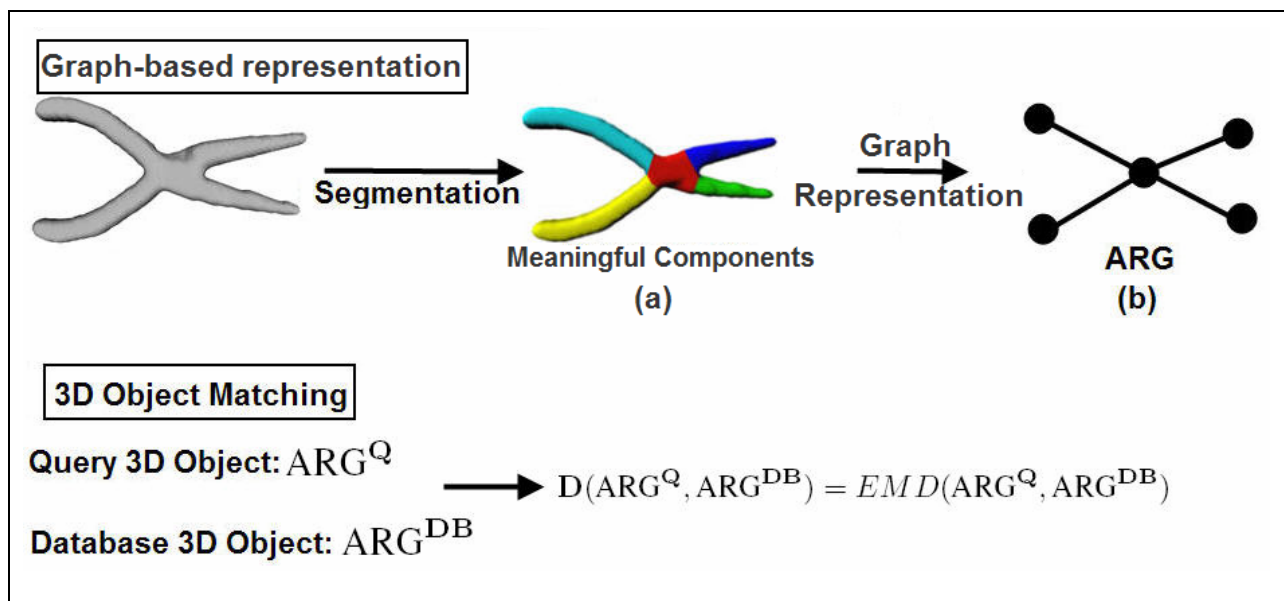 Graph-based representation
Segmentation
Meaningful Components
(a)
Graph
Representation
ARG
(b)
3D Object Matching
Query 3D Object: ARG^Q
Database 3D Object: ARG^DB
D(ARG^Q, ARG^DB) = EMD(ARG^Q, ARG^DB)